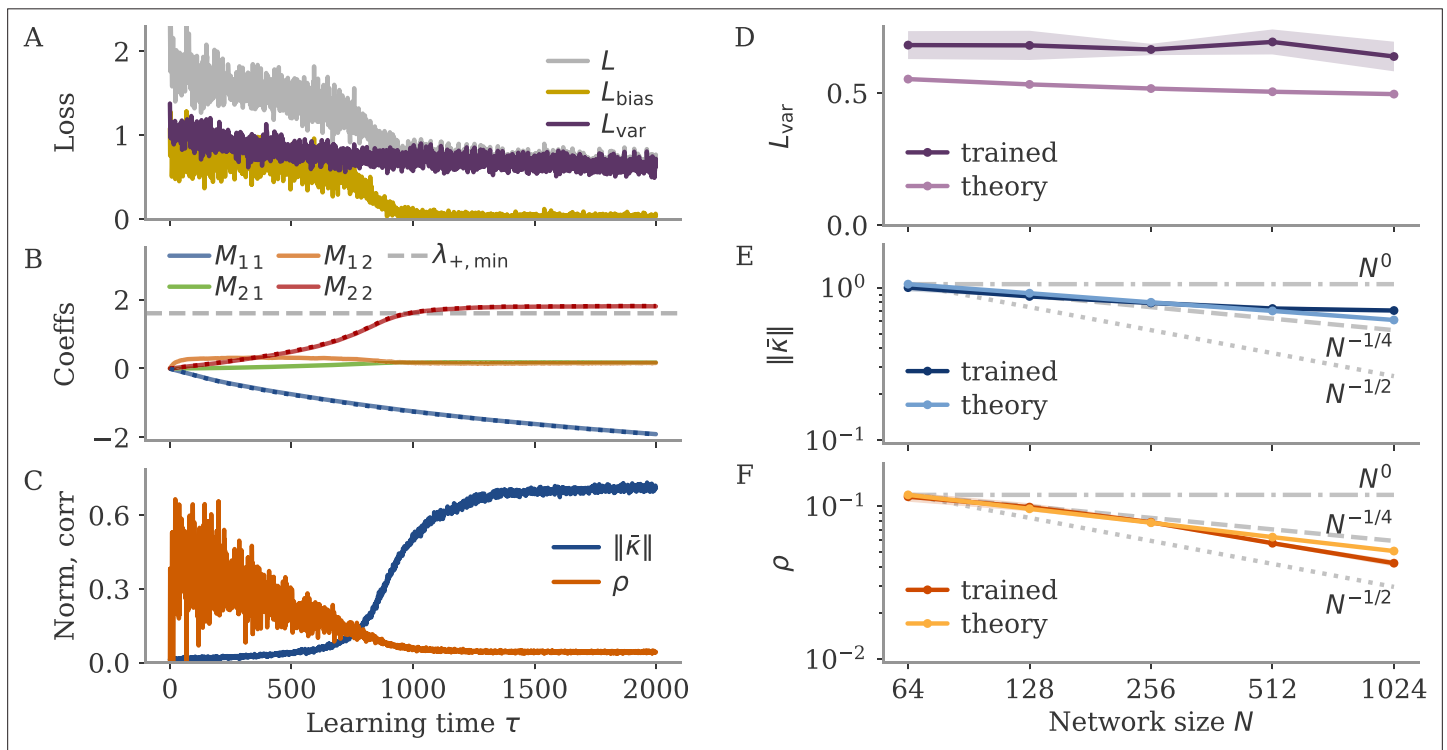 A
Loss
2
1
0
L
L_bias
L_var
B
Coeffs
2
0
−2
M_11
M_12
λ_+, min
M_21
M_22
C
Norm, corr
0.6
0.3
0.0
‖κ̄‖
ρ
0
500
1000
1500
2000
Learning time τ
D
L_var
0.5
0.0
trained
theory
E
‖κ̄‖
10^0
10^−1
N^0
N^−1/4
N^−1/2
trained
theory
F
ρ
10^−1
10^−2
N^0
N^−1/4
N^−1/2
trained
theory
64
128
256
512
1024
Network size N